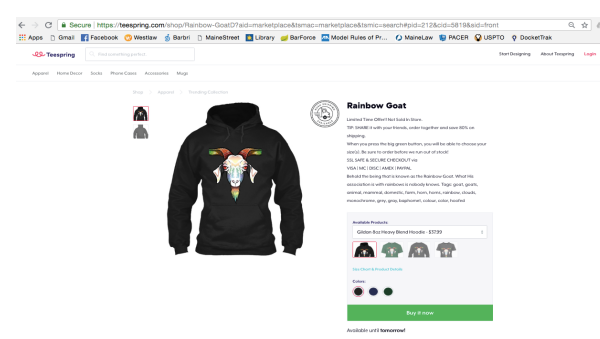 Secure | https://teespring.com/shop/Rainbow-GoatD?aid=marketplace&tsmac=marketplace&tsmic=search#pid=212&cid=5819&sid=front
Apps Gmail Facebook Westlaw Barbri MaineStreet Library BarForce Model Rules of Pr... MaineLaw PACER USPTO DocketTrak
Teespring
Find something perfect
Start Designing About Teespring Login
Apparel Home Decor Socks Phone Cases Accessories Mugs
Shop / Apparel / Trending Collection
Rainbow Goat
Limited Time Offer! Not Sold in Store.
TIP: SHARE it with your friends, order together and save 80% on
shipping.
When you press the big green button, you will be able to choose your
size(s). Be sure to order before we run out of stock!
SSL SAFE & SECURE CHECKOUT via:
VISA | MC | DISC | AMEX | PAYPAL
Behold the being that is known as the Rainbow Goat. What his
association is with rainbows is nobody knows. Tags: goat, goats,
animal, mammal, domestic, farm, horn, horns, rainbow, clouds,
monochrome, grey, gray, baphomet, colour, color, hoofed
Available Products:
Gildan 8oz Heavy Blend Hoodie - $37.99
Size Chart & Product Details
Colors:
Buy it now
Available until tomorrow!